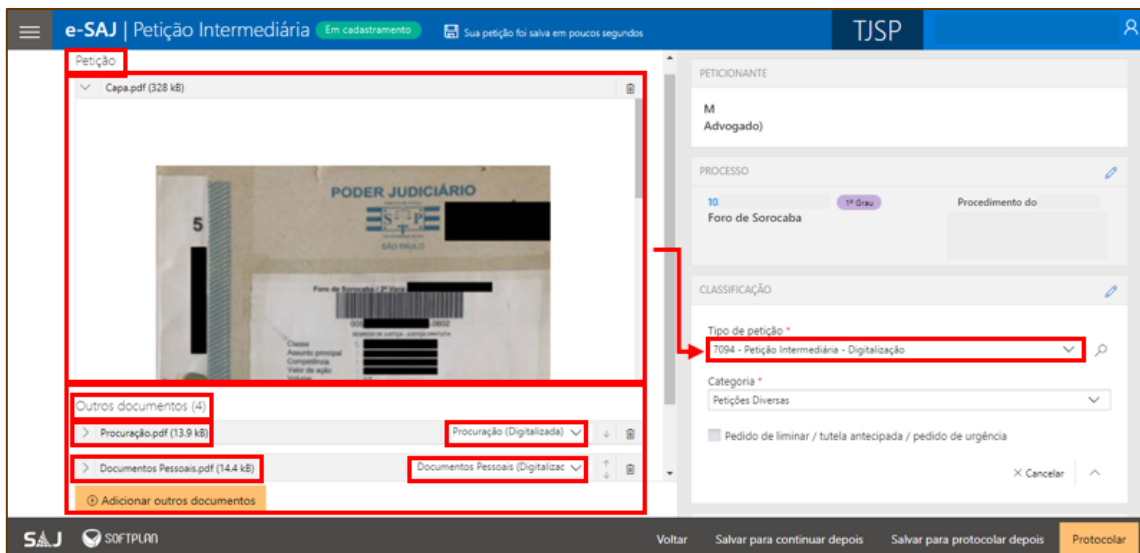 e-SAJ | Petição Intermediária Em cadastramento Sua petição foi salva em poucos segundos TJSP
Petição
Capa.pdf (328 kB)
PODER JUDICIÁRIO
S P
SÃO PAULO
5
Foro de Sorocaba / 2ª Vara
0602
Classe
Assunto principal
Competência
Valor da ação
Volume
Outros documentos (4)
Procuração.pdf (13.9 kB) Procuração (Digitalizada)
Documentos Pessoais.pdf (14.4 kB) Documentos Pessoais (Digitalizac
Adicionar outros documentos
PETICIONANTE
M
Advogado)
PROCESSO
10 1º Grau Procedimento do
Foro de Sorocaba
CLASSIFICAÇÃO
Tipo de petição *
7094 - Petição Intermediária - Digitalização
Categoria *
Petições Diversas
Pedido de liminar / tutela antecipada / pedido de urgência
Cancelar
SAJ SOFTPLAN Voltar Salvar para continuar depois Salvar para protocolar depois Protocolar